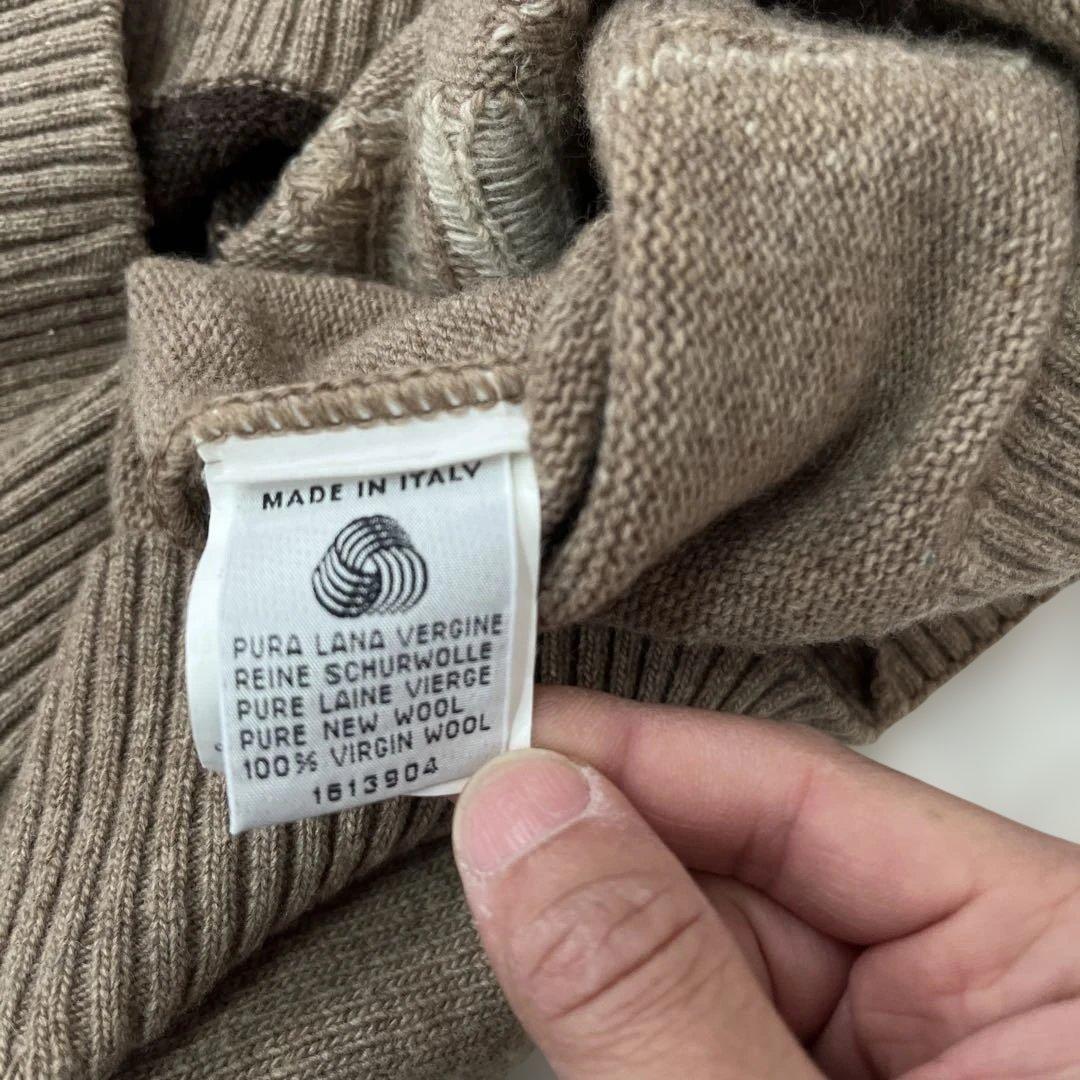 MADE IN ITALY
PURA LANA VERGINE
REINE SCHURWOLLE
PURE LAINE VIERGE
PURE NEW WOOL
100% VIRGIN WOOL
1613904